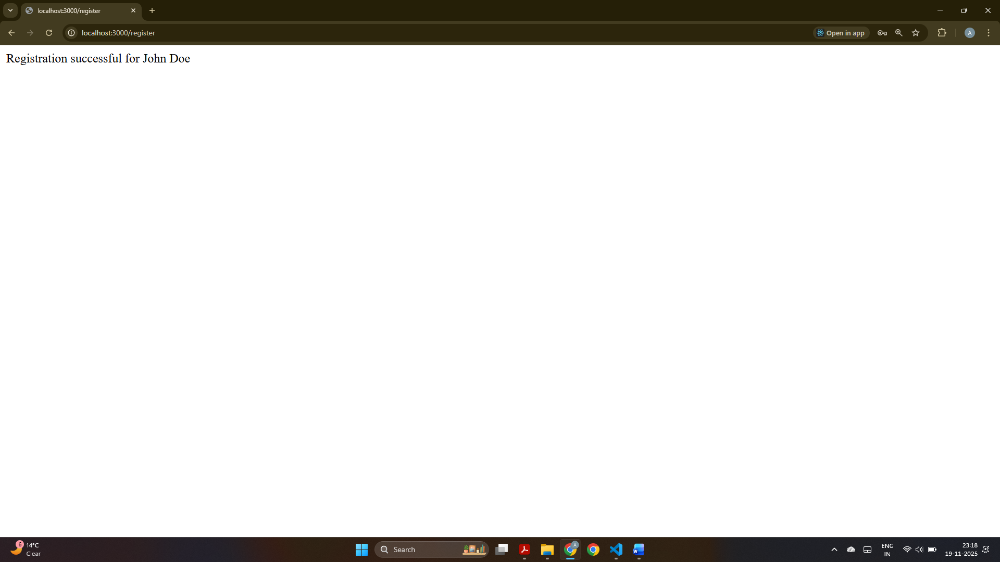 localhost:3000/register
localhost:3000/register
Open in app
A
Registration successful for John Doe
6
14°C
Clear
Search
A
W
ENG
IN
23:18
19-11-2025